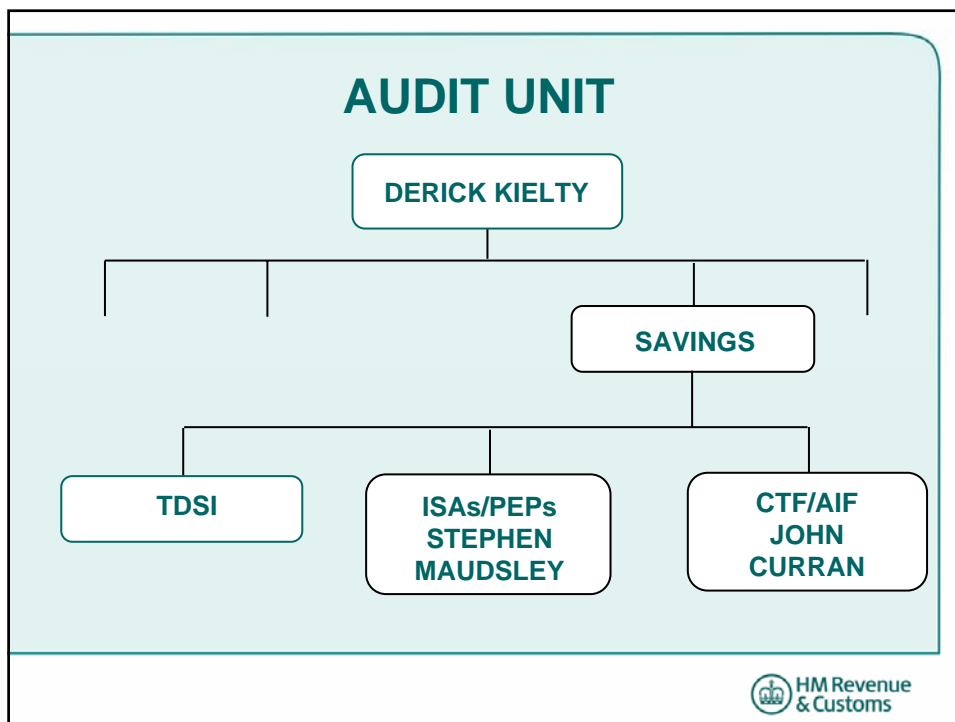 AUDIT UNIT
DERICK KIELTY
SAVINGS
TDSI
ISAs/PEPs
STEPHEN
MAUDSLEY
CTF/AIF
JOHN
CURRAN
HM Revenue
& Customs